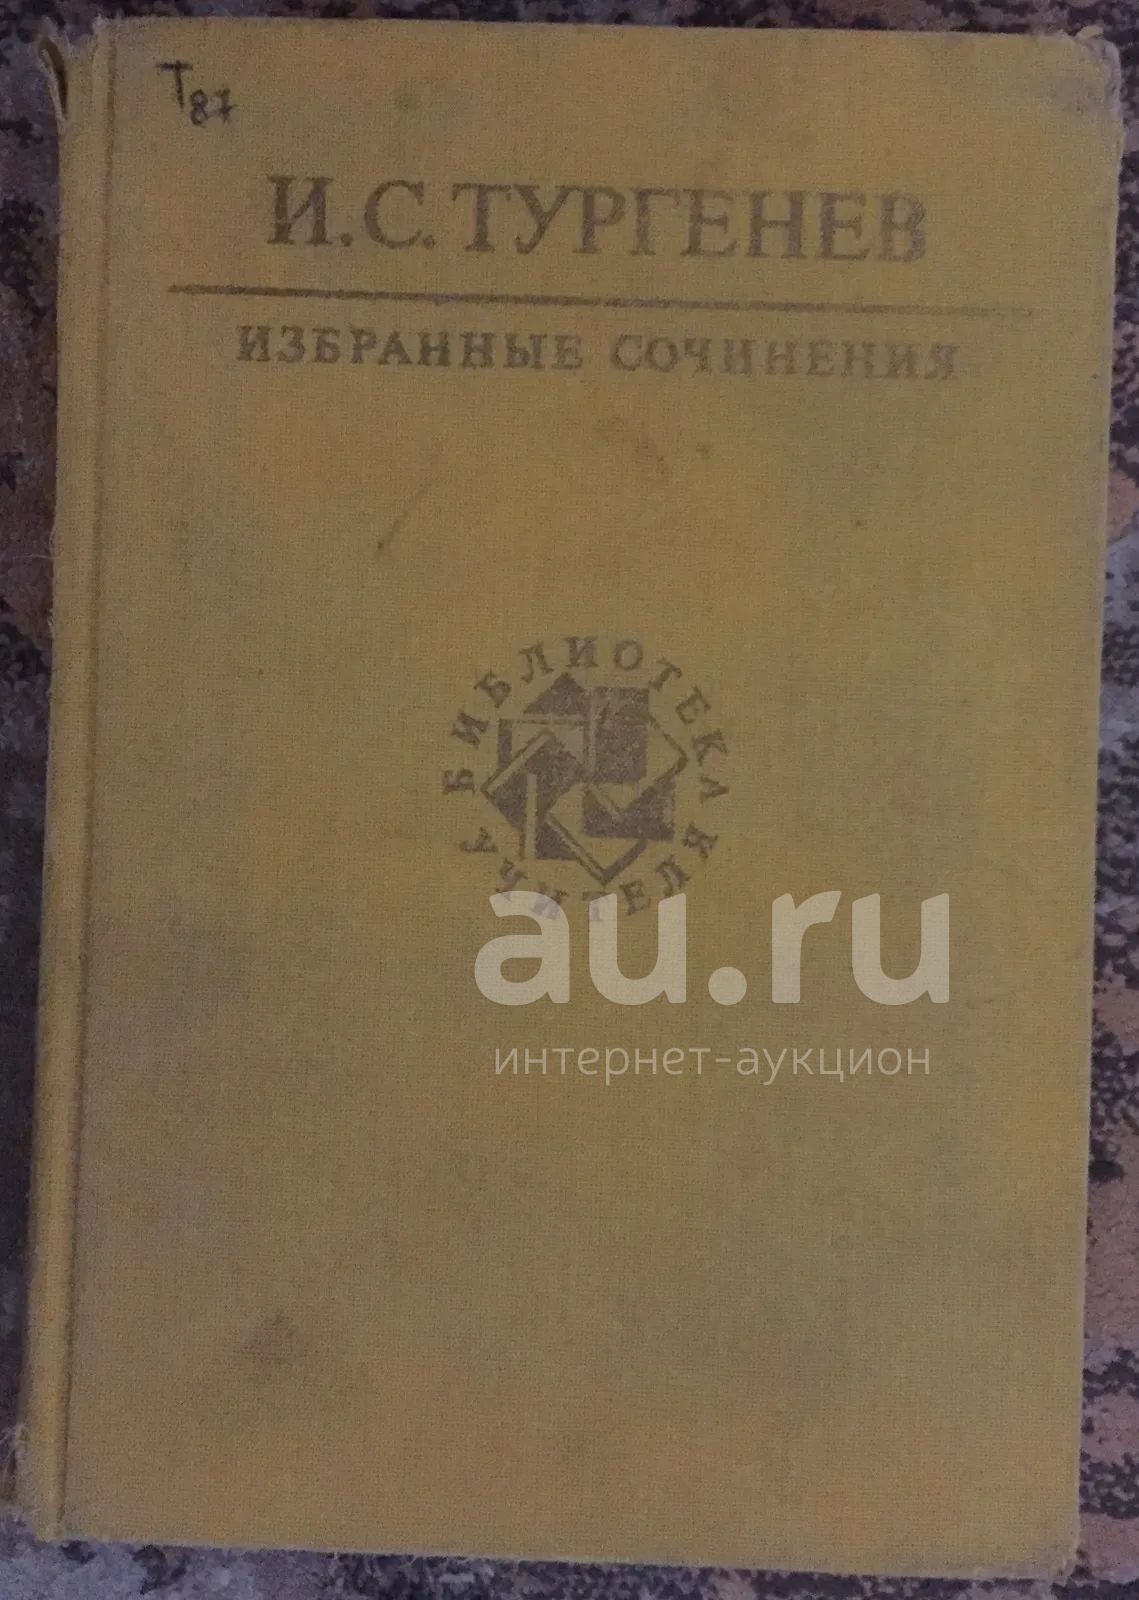 Т87
И.С.ТУРГЕНЕВ
ИЗБРАННЫЕ СОЧИНЕНИЯ
БИБЛИОТЕКА УЧИТЕЛЯ
au.ru
интернет-аукцион